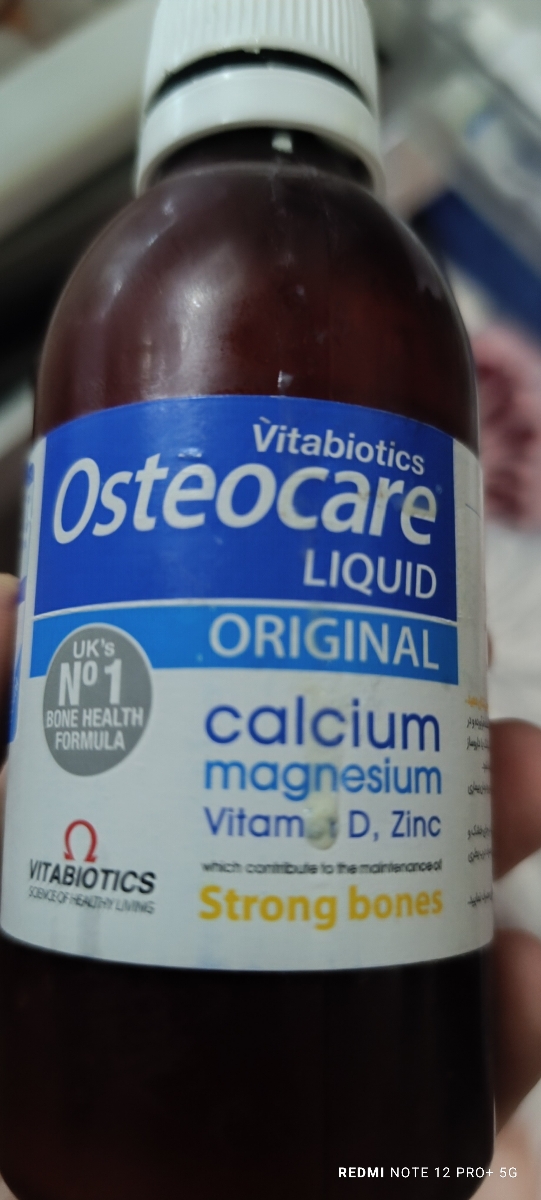 Vitabiotics
Osteocare
LIQUID
ORIGINAL
UK's
Nº1
BONE HEALTH
FORMULA
calcium
magnesium
D, Zinc
which contribute to the maintenance of
Strong bones
VITABIOTICS
SCIENCE OF HEALTHY LIVING
REDMI NOTE 12 PRO+ 5G